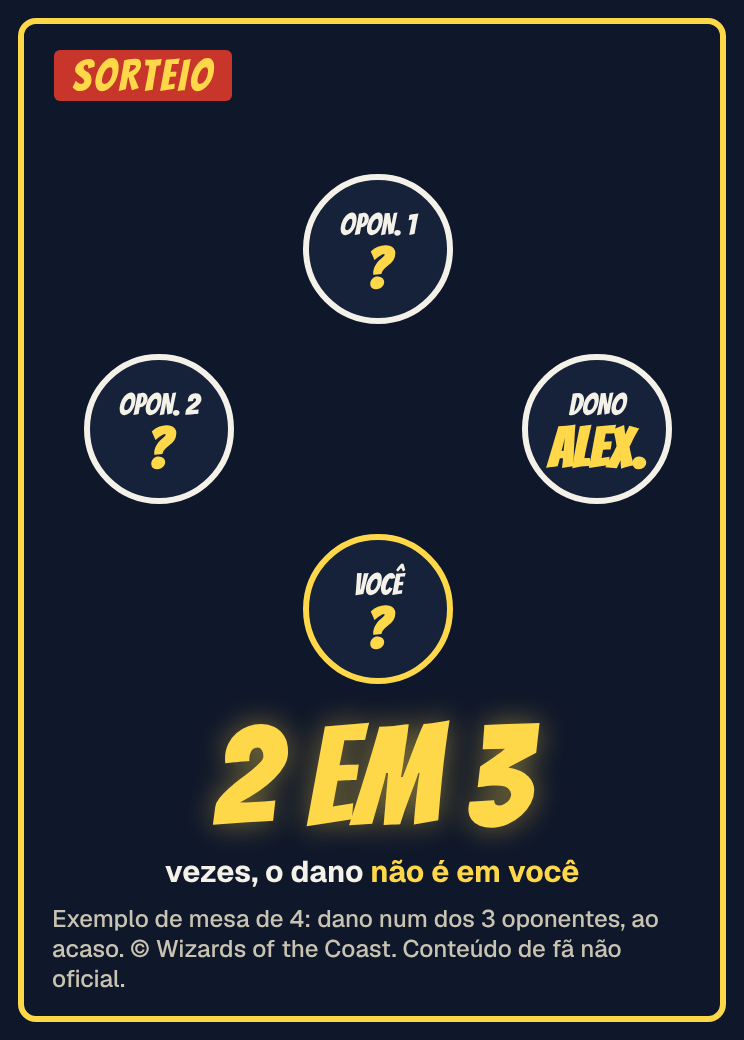 SORTEIO
OPON. 1
?
OPON. 2
?
DONO
ALEX.
VOCÊ
?
2 EM 3
vezes, o dano não é em você
Exemplo de mesa de 4: dano num dos 3 oponentes, ao
acaso. © Wizards of the Coast. Conteúdo de fã não
oficial.